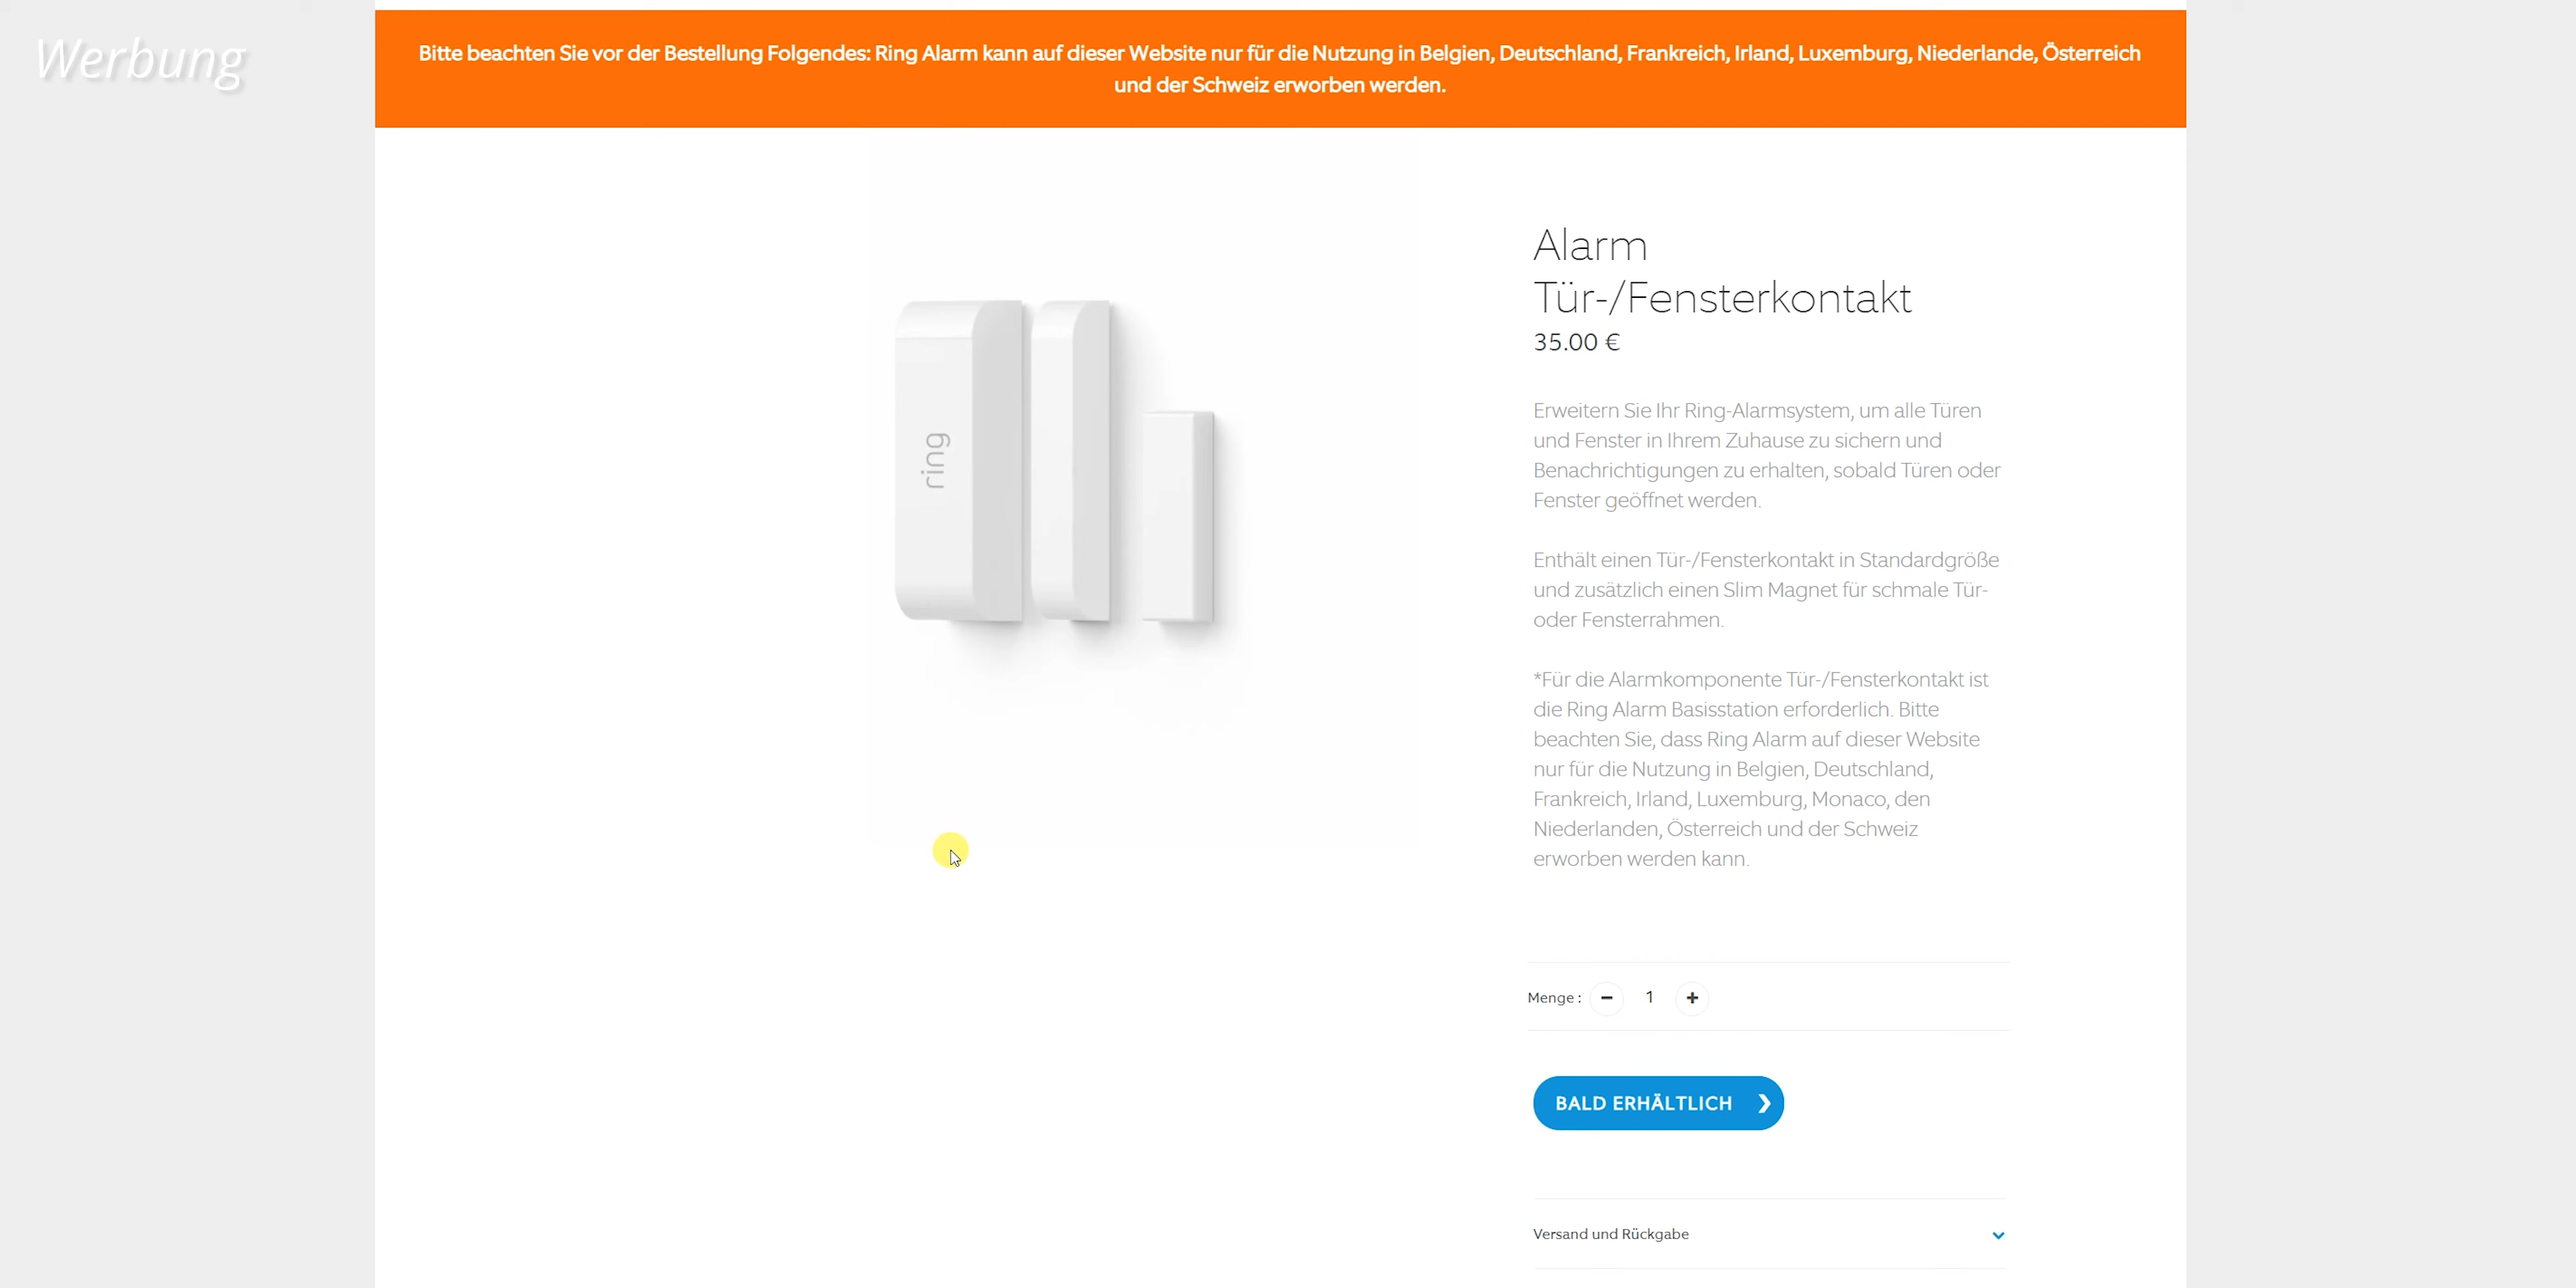 Werbung
Bitte beachten Sie vor der Bestellung Folgendes: Ring Alarm kann auf dieser Website nur für die Nutzung in Belgien, Deutschland, Frankreich, Irland, Luxemburg, Niederlande, Österreich
und der Schweiz erworben werden.
ring
Alarm
Tür-/Fensterkontakt
35.00 €
Erweitern Sie Ihr Ring-Alarmsystem, um alle Türen
und Fenster in Ihrem Zuhause zu sichern und
Benachrichtigungen zu erhalten, sobald Türen oder
Fenster geöffnet werden.
Enthält einen Tür-/Fensterkontakt in Standardgröße
und zusätzlich einen Slim Magnet für schmale Tür-
oder Fensterrahmen.
*Für die Alarmkomponente Tür-/Fensterkontakt ist
die Ring Alarm Basisstation erforderlich. Bitte
beachten Sie, dass Ring Alarm auf dieser Website
nur für die Nutzung in Belgien, Deutschland,
Frankreich, Irland, Luxemburg, Monaco, den
Niederlanden, Österreich und der Schweiz
erworben werden kann.
Menge : − 1 +
BALD ERHÄLTLICH
Versand und Rückgabe